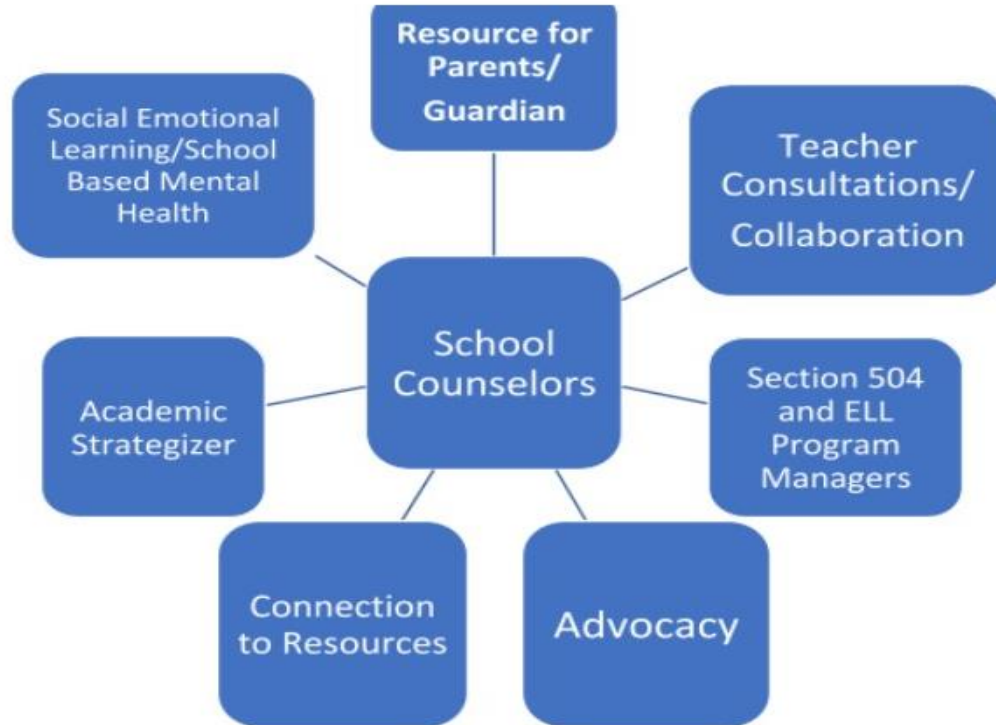 Resource for
Parents/
Guardian
Social Emotional
Learning/School
Based Mental
Health
Teacher
Consultations/
Collaboration
School
Counselors
Academic
Strategizer
Section 504
and ELL
Program
Managers
Connection
to Resources
Advocacy